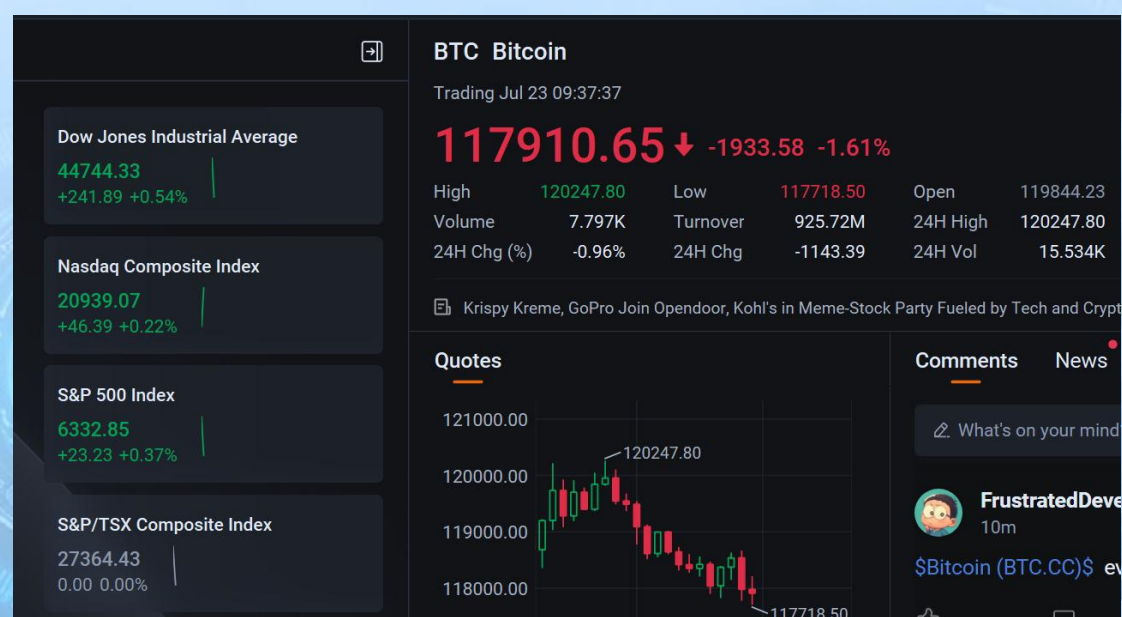 Dow Jones Industrial Average
44744.33
+241.89 +0.54%
Nasdaq Composite Index
20939.07
+46.39 +0.22%
S&P 500 Index
6332.85
+23.23 +0.37%
S&P/TSX Composite Index
27364.43
0.00 0.00%
BTC Bitcoin
Trading Jul 23 09:37:37
117910.65 -1933.58 -1.61%
High 120247.80 Low 117718.50 Open 119844.23
Volume 7.797K Turnover 925.72M 24H High 120247.80
24H Chg (%) -0.96% 24H Chg -1143.39 24H Vol 15.534K
Krispy Kreme, GoPro Join Opendoor, Kohl's in Meme-Stock Party Fueled by Tech and Crypt
Quotes
121000.00
120247.80
120000.00
119000.00
118000.00
117718.50
Comments News
What's on your mind
FrustratedDeve
10m
$Bitcoin (BTC.CC)$ ev